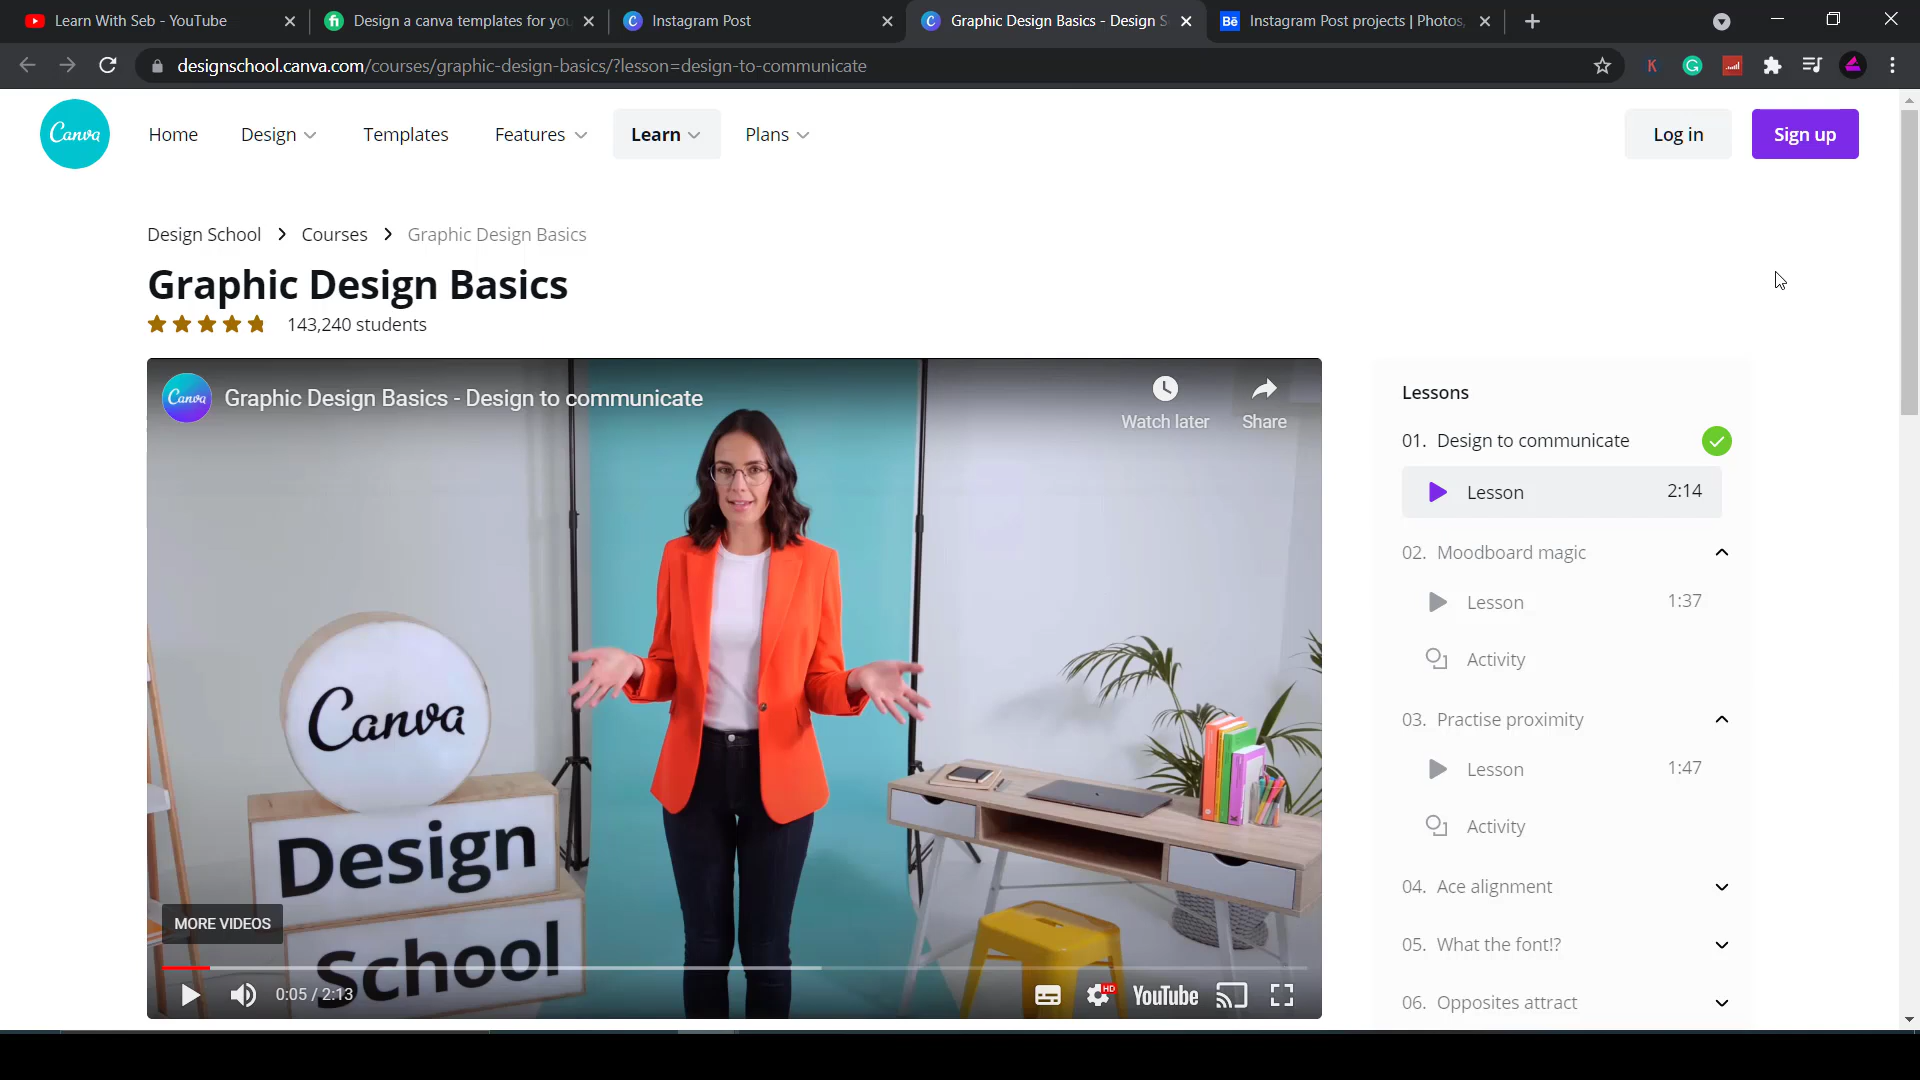 Learn With Seb - YouTube
Design a canva templates for you
Instagram Post
Graphic Design Basics - Design S
Instagram Post projects | Photos,
designschool.canva.com/courses/graphic-design-basics/?lesson=design-to-communicate
Canva
Home
Design
Templates
Features
Learn
Plans
Log in
Sign up
Design School > Courses > Graphic Design Basics
Graphic Design Basics
143,240 students
Canva
Graphic Design Basics - Design to communicate
Watch later
Share
Canva
Design
School
MORE VIDEOS
0:05 / 2:13
HD
YouTube
Lessons
01. Design to communicate
Lesson 2:14
02. Moodboard magic
Lesson 1:37
Activity
03. Practise proximity
Lesson 1:47
Activity
04. Ace alignment
05. What the font!?
06. Opposites attract